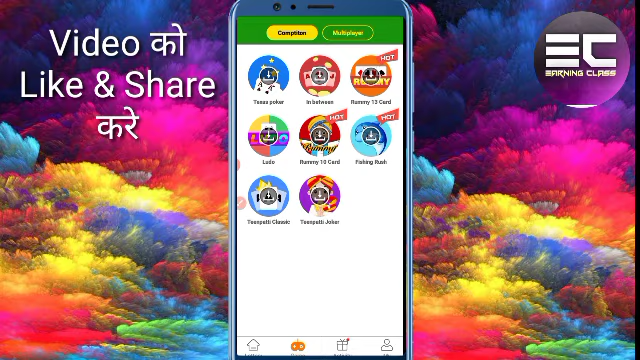 Video को
Like & Share
करे
Comptiton
Multiplayer
EC
EARNING CLASS
HOT
Texas poker
In between
Rummy 13 Card
HOT
HOT
Ludo
Rummy 10 Card
Fishing Rush
Teenpatti Classic
Teenpatti Joker